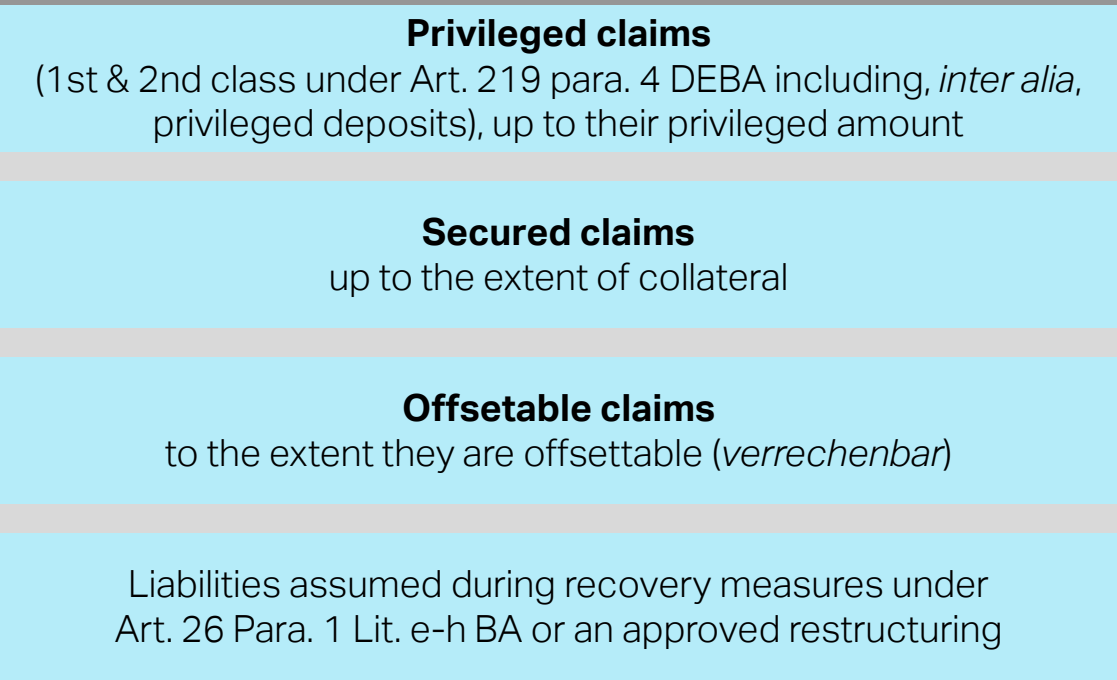 Privileged claims
(1st & 2nd class under Art. 219 para. 4 DEBA including, inter alia,
privileged deposits), up to their privileged amount
Secured claims
up to the extent of collateral
Offsetable claims
to the extent they are offsettable (verrechenbar)
Liabilities assumed during recovery measures under
Art. 26 Para. 1 Lit. e-h BA or an approved restructuring